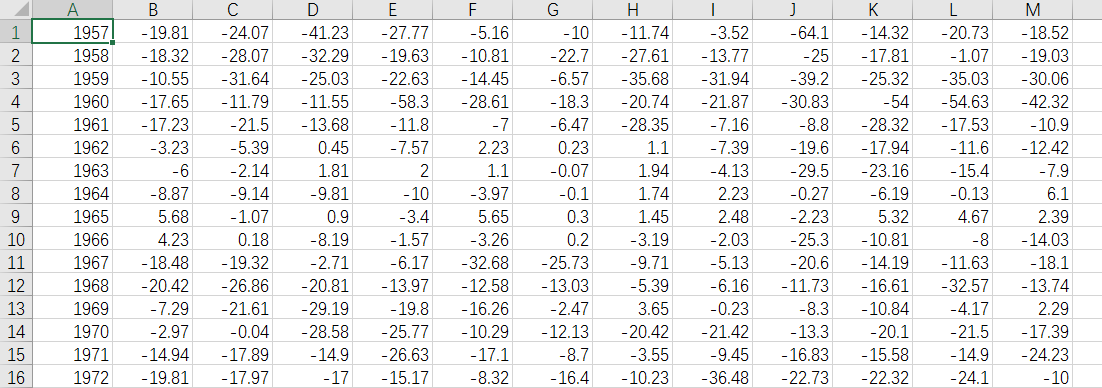 A B C D E F G H I J K L M
1 1957 -19.81 -24.07 -41.23 -27.77 -5.16 -10 -11.74 -3.52 -64.1 -14.32 -20.73 -18.52
2 1958 -18.32 -28.07 -32.29 -19.63 -10.81 -22.7 -27.61 -13.77 -25 -17.81 -1.07 -19.03
3 1959 -10.55 -31.64 -25.03 -22.63 -14.45 -6.57 -35.68 -31.94 -39.2 -25.32 -35.03 -30.06
4 1960 -17.65 -11.79 -11.55 -58.3 -28.61 -18.3 -20.74 -21.87 -30.83 -54 -54.63 -42.32
5 1961 -17.23 -21.5 -13.68 -11.8 -7 -6.47 -28.35 -7.16 -8.8 -28.32 -17.53 -10.9
6 1962 -3.23 -5.39 0.45 -7.57 2.23 0.23 1.1 -7.39 -19.6 -17.94 -11.6 -12.42
7 1963 -6 -2.14 1.81 2 1.1 -0.07 1.94 -4.13 -29.5 -23.16 -15.4 -7.9
8 1964 -8.87 -9.14 -9.81 -10 -3.97 -0.1 1.74 2.23 -0.27 -6.19 -0.13 6.1
9 1965 5.68 -1.07 0.9 -3.4 5.65 0.3 1.45 2.48 -2.23 5.32 4.67 2.39
10 1966 4.23 0.18 -8.19 -1.57 -3.26 0.2 -3.19 -2.03 -25.3 -10.81 -8 -14.03
11 1967 -18.48 -19.32 -2.71 -6.17 -32.68 -25.73 -9.71 -5.13 -20.6 -14.19 -11.63 -18.1
12 1968 -20.42 -26.86 -20.81 -13.97 -12.58 -13.03 -5.39 -6.16 -11.73 -16.61 -32.57 -13.74
13 1969 -7.29 -21.61 -29.19 -19.8 -16.26 -2.47 3.65 -0.23 -8.3 -10.84 -4.17 2.29
14 1970 -2.97 -0.04 -28.58 -25.77 -10.29 -12.13 -20.42 -21.42 -13.3 -20.1 -21.5 -17.39
15 1971 -14.94 -17.89 -14.9 -26.63 -17.1 -8.7 -3.55 -9.45 -16.83 -15.58 -14.9 -24.23
16 1972 -19.81 -17.97 -17 -15.17 -8.32 -16.4 -10.23 -36.48 -22.73 -22.32 -24.1 -10